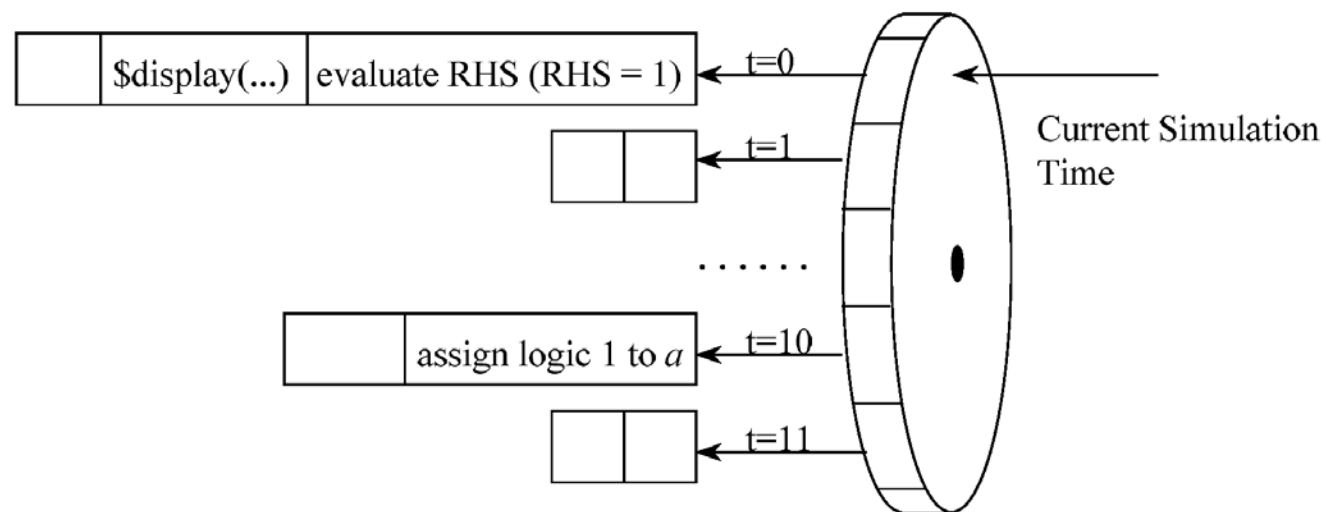 $display(...) evaluate RHS (RHS = 1) t=0
t=1
Current Simulation
Time
......
assign logic 1 to a t=10
t=11